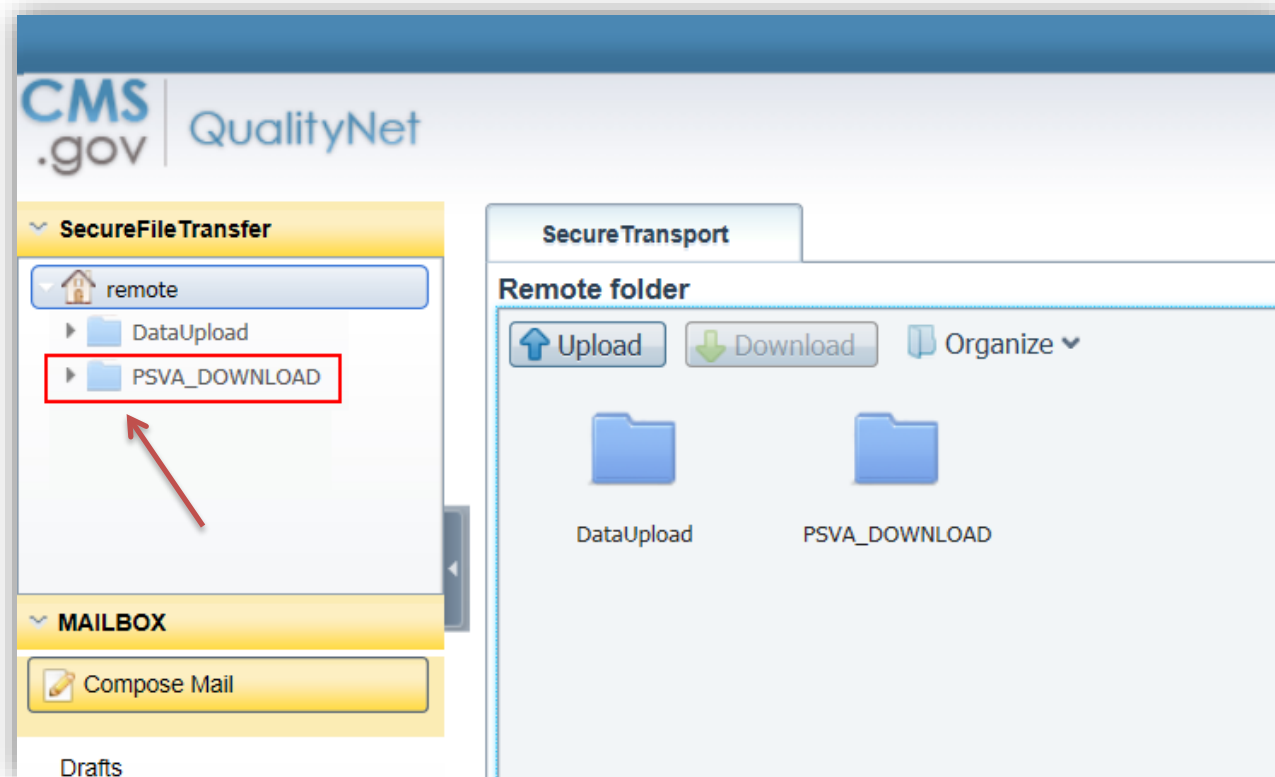 CMS
.gov
QualityNet
SecureFileTransfer
remote
DataUpload
PSVA_DOWNLOAD
MAILBOX
Compose Mail
Drafts
SecureTransport
Remote folder
Upload Download Organize
DataUpload PSVA_DOWNLOAD